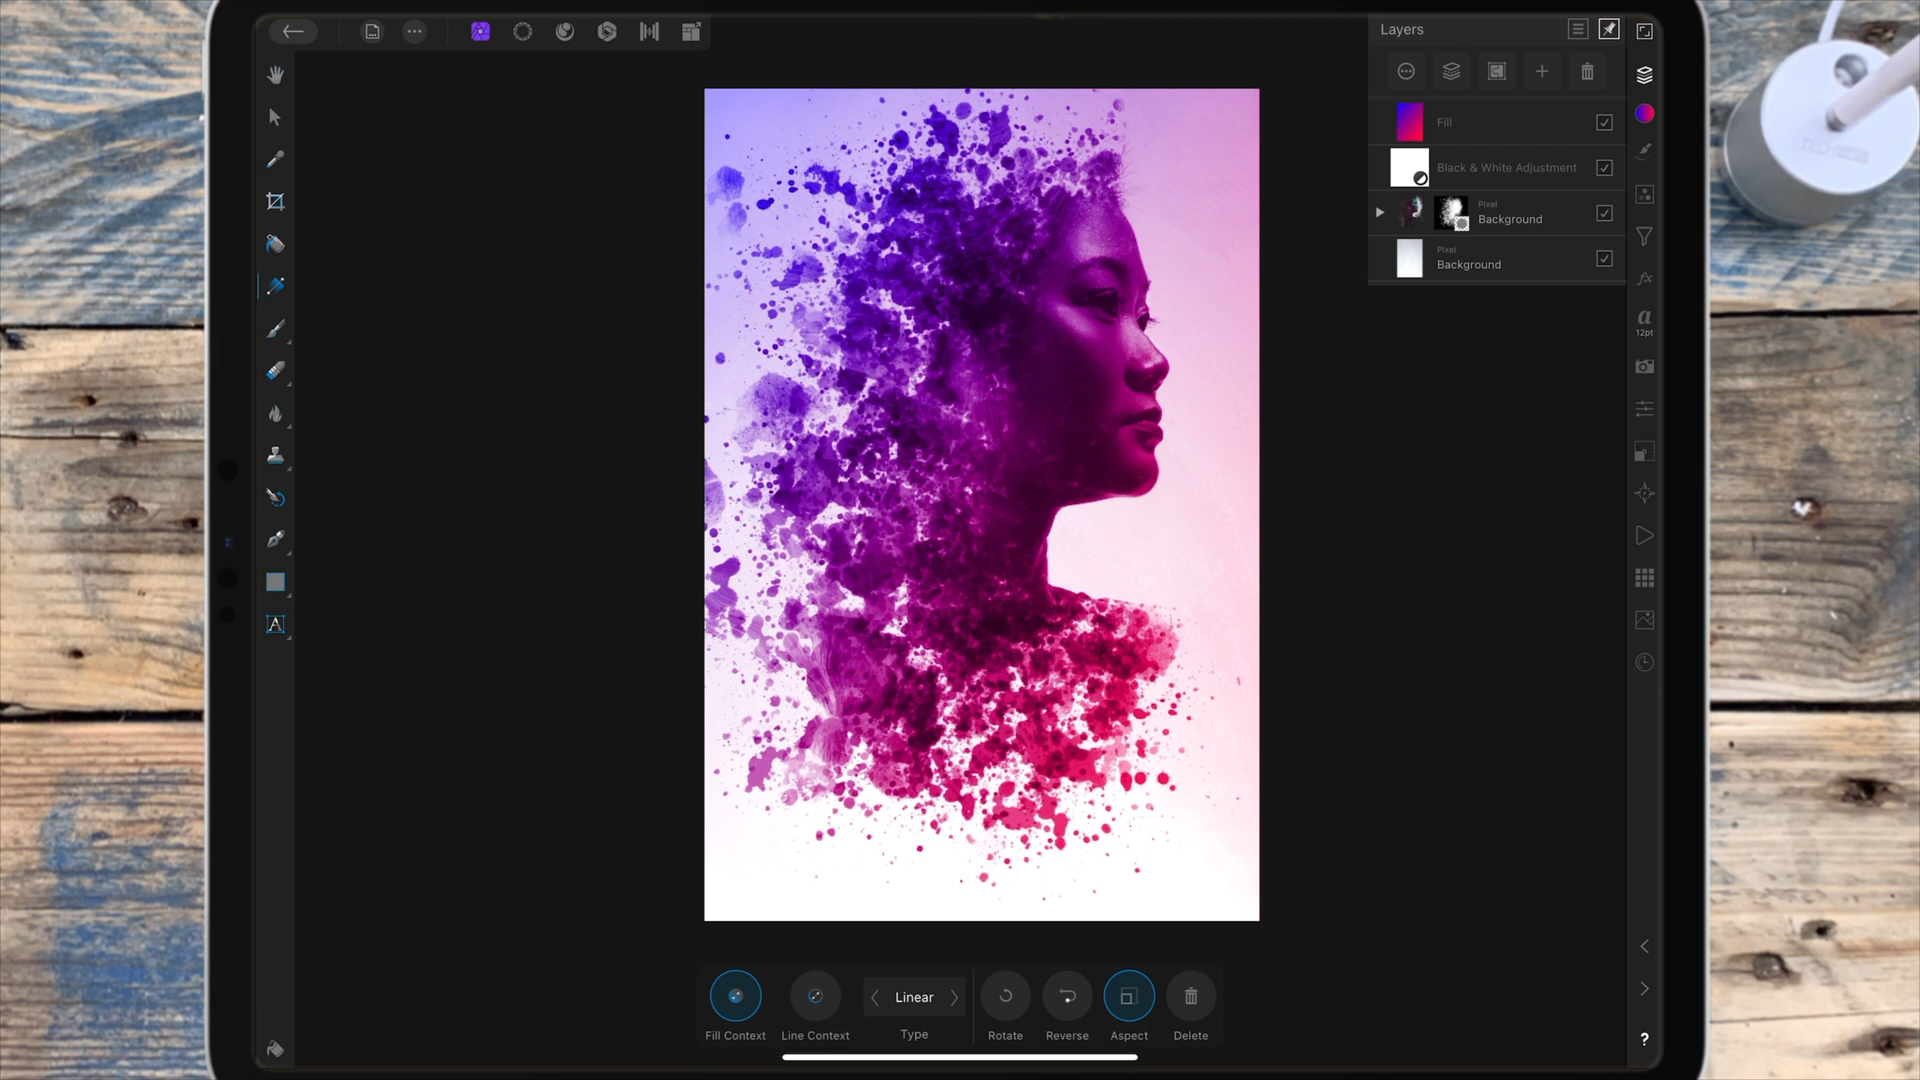 Layers
Fill
Black & White Adjustment
Pixel
Background
Pixel
Background
a
12pt
A
Linear
Fill Context
Line Context
Type
Rotate
Reverse
Aspect
Delete
?